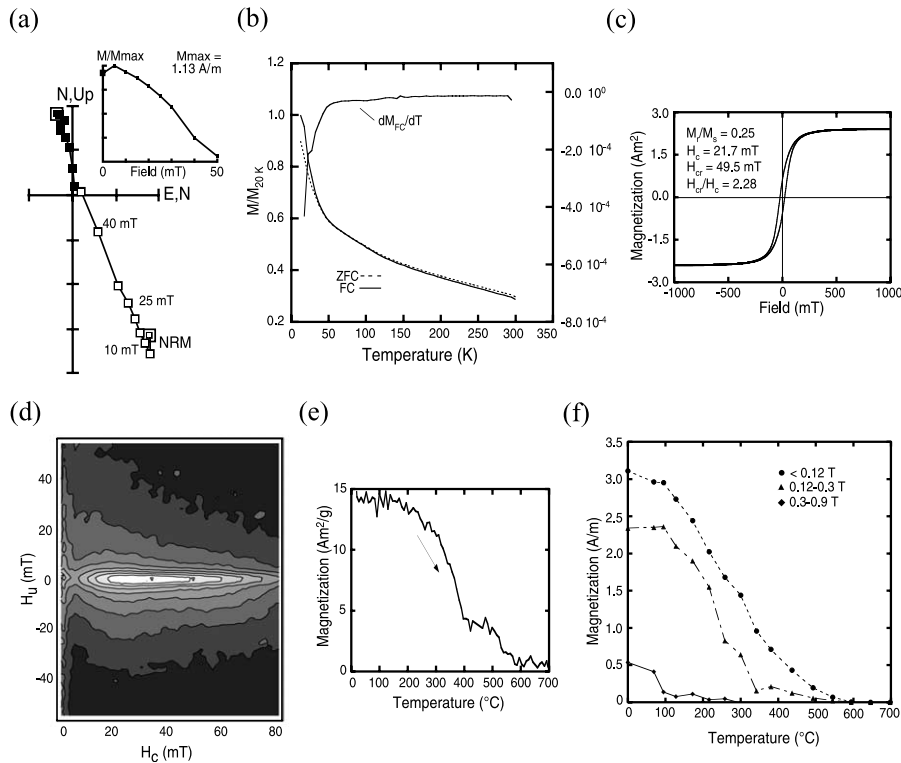 (a)
M/Mmax
Mmax =
1.13 A/m
N,Up
0
50
Field (mT)
E,N
40 mT
25 mT
10 mT
NRM
(b)
1.2
1.0
0.8
0.6
0.4
0.2
M/M20 K
dMFC/dT
ZFC
FC
0.0 10⁰
-2.0 10⁻⁴
-4.0 10⁻⁴
-6.0 10⁻⁴
-8.0 10⁻⁴
0 50 100 150 200 250 300 350
Temperature (K)
(c)
Magnetization (Am²)
3.0
1.5
0.0
-1.5
-3.0
Mr/Ms = 0.25
Hc = 21.7 mT
Hcr = 49.5 mT
Hcr/Hc = 2.28
-1000 -500 0 500 1000
Field (mT)
(d)
Hu (mT)
40
20
0
-20
-40
0 20 40 60 80
Hc (mT)
(e)
Magnetization (Am²/g)
15
10
5
0
0 100 200 300 400 500 600 700
Temperature (°C)
(f)
Magnetization (A/m)
3.5
3.0
2.5
2.0
1.5
1.0
0.5
0
< 0.12 T
0.12-0.3 T
0.3-0.9 T
0 100 200 300 400 500 600 700
Temperature (°C)